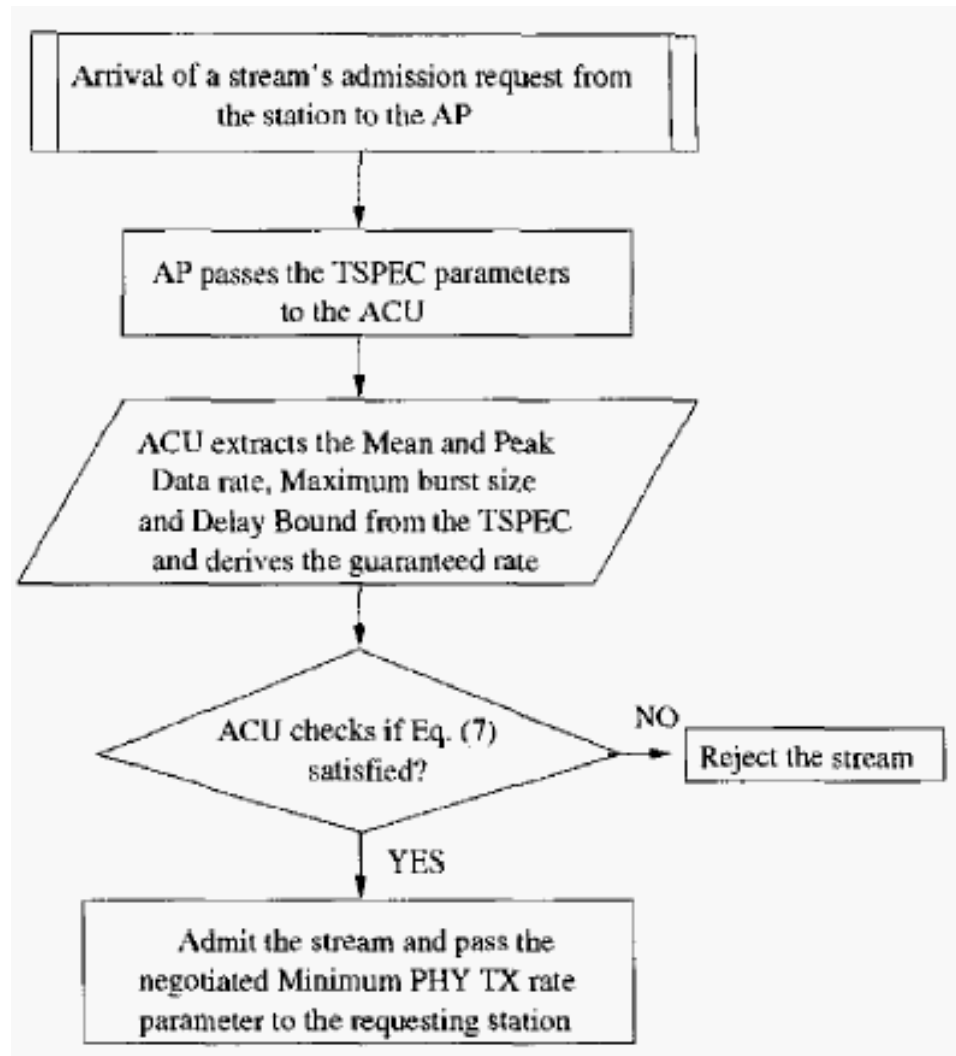 Arrival of a stream's admission request from
the station to the AP
AP passes the TSPEC parameters
to the ACU
ACU extracts the Mean and Peak
Data rate, Maximum burst size
and Delay Bound from the TSPEC
and derives the guaranteed rate
ACU checks if Eq. (7)
satisfied?
NO
Reject the stream
YES
Admit the stream and pass the
negotiated Minimum PHY TX rate
parameter to the requesting station